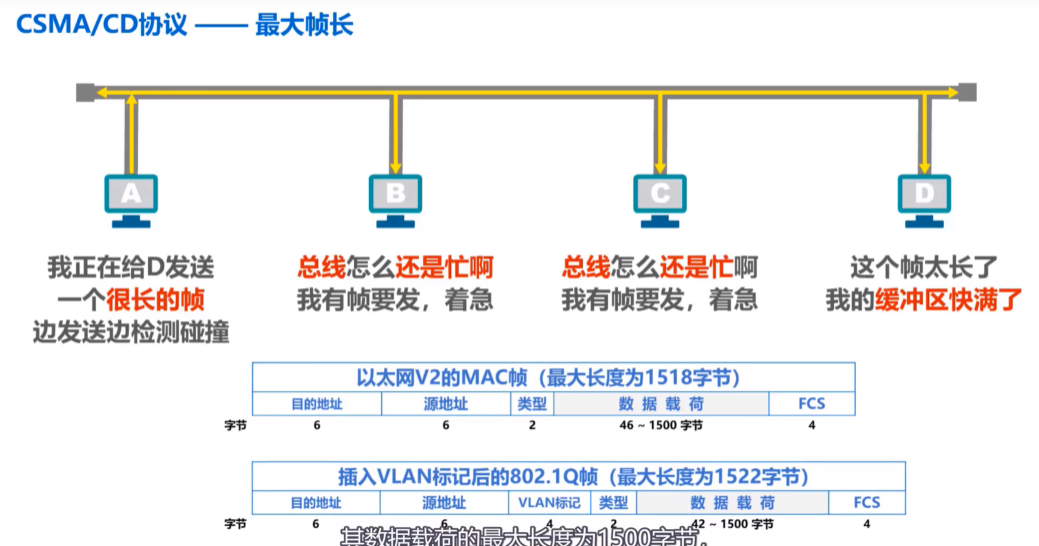 CSMA/CD协议 —— 最大帧长
A
B
C
D
我正在给D发送
一个很长的帧
边发送边检测碰撞
总线怎么还是忙啊
我有帧要发，着急
总线怎么还是忙啊
我有帧要发，着急
这个帧太长了
我的缓冲区快满了
以太网V2的MAC帧（最大长度为1518字节）
目的地址 源地址 类型 数 据 载 荷 FCS
字节 6 6 2 46 ~ 1500 字节 4
插入VLAN标记后的802.1Q帧（最大长度为1522字节）
目的地址 源地址 VLAN标记 类型 数 据 载 荷 FCS
字节 6 6 4 2 42 ~ 1500 字节 4
其数据载荷的最大长度为1500字节，